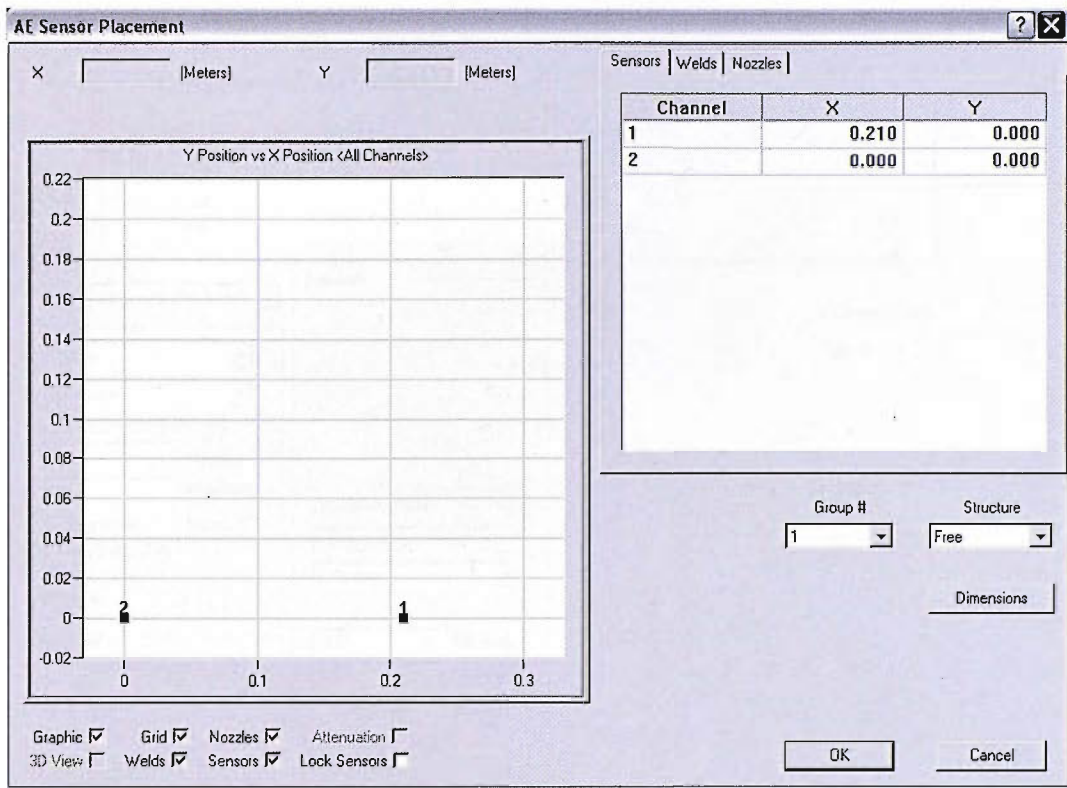 AE Sensor Placement
X [Meters] Y [Meters]
Sensors Welds Nozzles
Channel X Y
1 0.210 0.000
2 0.000 0.000
Y Position vs X Position <All Channels>
0.22
0.2
0.18
0.16
0.14
0.12
0.1
0.08
0.06
0.04
0.02
0
-0.02
2 1
0 0.1 0.2 0.3
Group # Structure
1 Free
Dimensions
Graphic Grid Nozzles Attenuation
3D View Welds Sensors Lock Sensors
OK Cancel